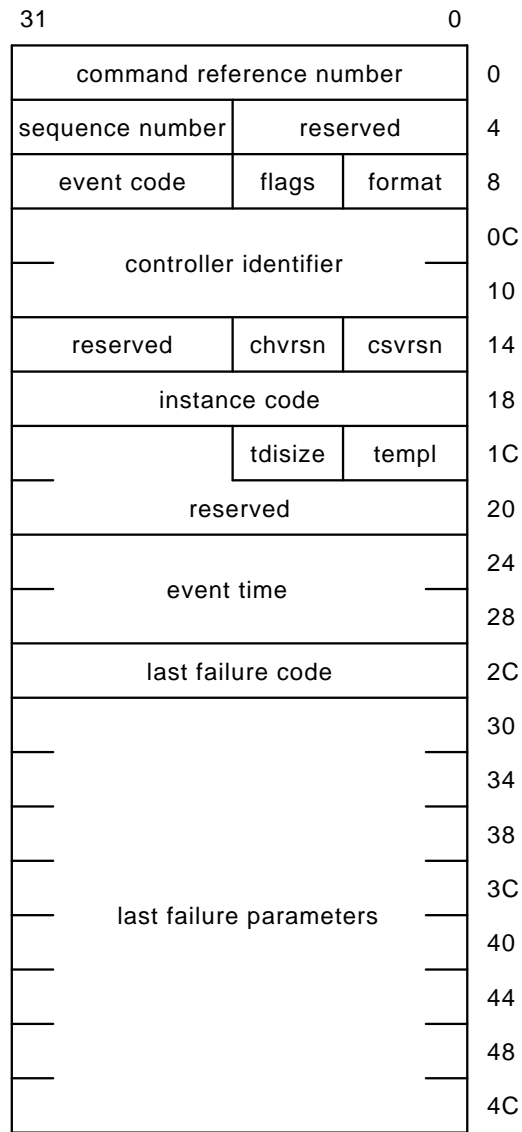 31 0
command reference number 0
sequence number reserved 4
event code flags format 8
0C
controller identifier
10
reserved chvrsn csvrsn 14
instance code 18
tdisize templ 1C
reserved 20
24
event time
28
last failure code 2C
30
34
38
3C
last failure parameters
40
44
48
4C